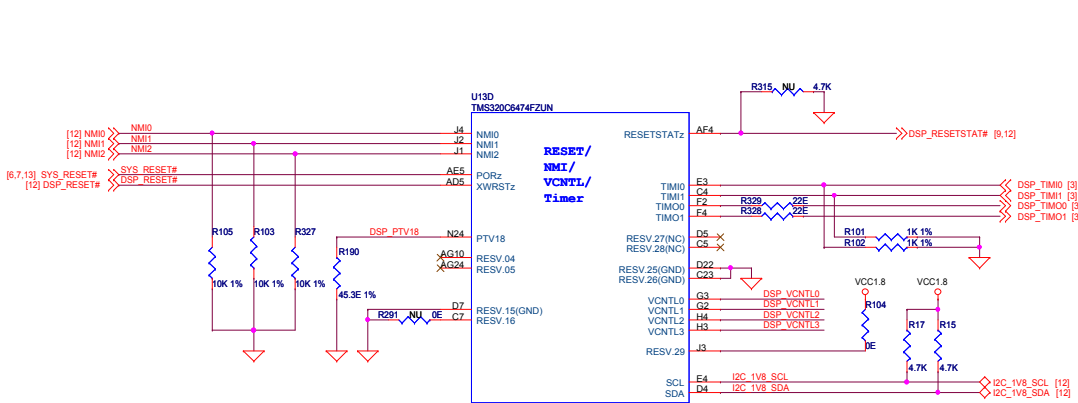 U13D
TMS320C6474FZUN
R315 NU 4.7K
[12] NMI0 NMI0 J4 NMI0
[12] NMI1 NMI1 J2 NMI1
[12] NMI2 NMI2 J1 NMI2
RESETSTATz AF4 DSP_RESETSTAT# [9,12]
RESET/
NMI/
VCNTL/
Timer
[6,7,13] SYS_RESET# SYS_RESET# AE5 PORz
[12] DSP_RESET# DSP_RESET# AD5 XWRSTz
TIMI0 E3 DSP_TIMI0 [3]
TIMI1 C4 DSP_TIMI1 [3]
TIMO0 F2 R329 22E DSP_TIMO0 [3
TIMO1 F4 R328 22E DSP_TIMO1 [3
R105 R103 R327
10K 1% 10K 1% 10K 1%
DSP_PTV18 N24 PTV18
R190
45.3E 1%
RESV.27(NC) D5
RESV.28(NC) C5
R101 1K 1%
R102 1K 1%
AG10 RESV.04
AG24 RESV.05
RESV.25(GND) D22
RESV.26(GND) C23
VCC1.8 VCC1.8
D7 RESV.15(GND)
R291 NU 0E C7 RESV.16
VCNTL0 G3 DSP_VCNTL0
VCNTL1 G2 DSP_VCNTL1
VCNTL2 H4 DSP_VCNTL2
VCNTL3 H3 DSP_VCNTL3
R104
0E
R17 R15
4.7K 4.7K
RESV.29 J3
SCL E4 I2C_1V8_SCL I2C_1V8_SCL [12]
SDA D4 I2C_1V8_SDA I2C_1V8_SDA [12]